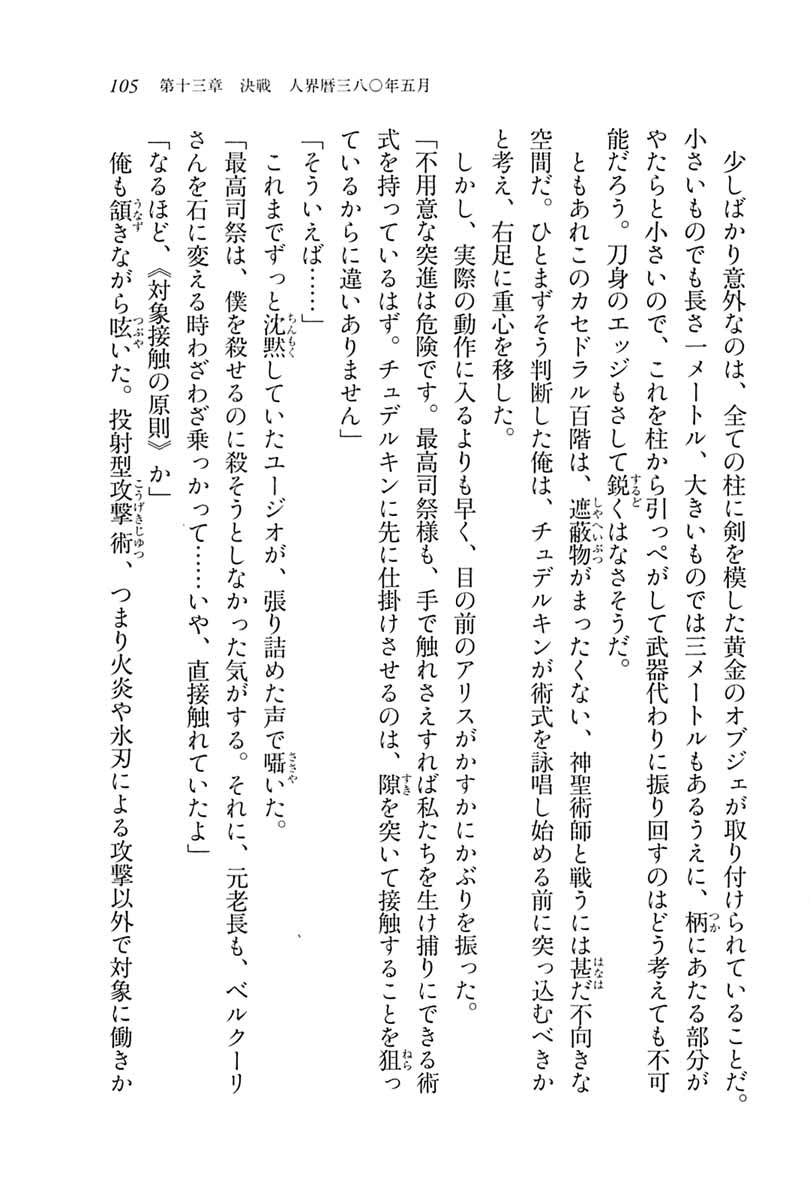 105　第十三章　決戦　人界暦三八〇年五月
　少しばかり意外なのは、全ての柱に剣を模した黄金のオブジェが取り付けられていることだ。
小さいものでも長さ一メートル、大きいものでは三メートルもあるうえに、柄にあたる部分が
やたらと小さいので、これを柱から引っぺがして武器代わりに振り回すのはどう考えても不可
能だろう。刀身のエッジもさして鋭くはなさそうだ。
　ともあれこのカセドラル百階は、遮蔽物がまったくない、神聖術師と戦うには甚だ不向きな
空間だ。ひとまずそう判断した俺は、チュデルキンが術式を詠唱し始める前に突っ込むべきか
と考え、右足に重心を移した。
　しかし、実際の動作に入るよりも早く、目の前のアリスがかすかにかぶりを振った。
「不用意な突進は危険です。最高司祭様も、手で触れさえすれば私たちを生け捕りにできる術
式を持っているはず。チュデルキンに先に仕掛けさせるのは、隙を突いて接触することを狙っ
ているからに違いありません」
「そういえば……」
　これまでずっと沈黙していたユージオが、張り詰めた声で囁いた。
「最高司祭は、僕を殺せるのに殺そうとしなかった気がする。それに、元老長も、ベルクーリ
さんを石に変える時わざわざ乗っかって……いや、直接触れていたよ」
「なるほど、《対象接触の原則》か」
　俺も頷きながら呟いた。投射型攻撃術、つまり火炎や氷刃による攻撃以外で対象に働きか